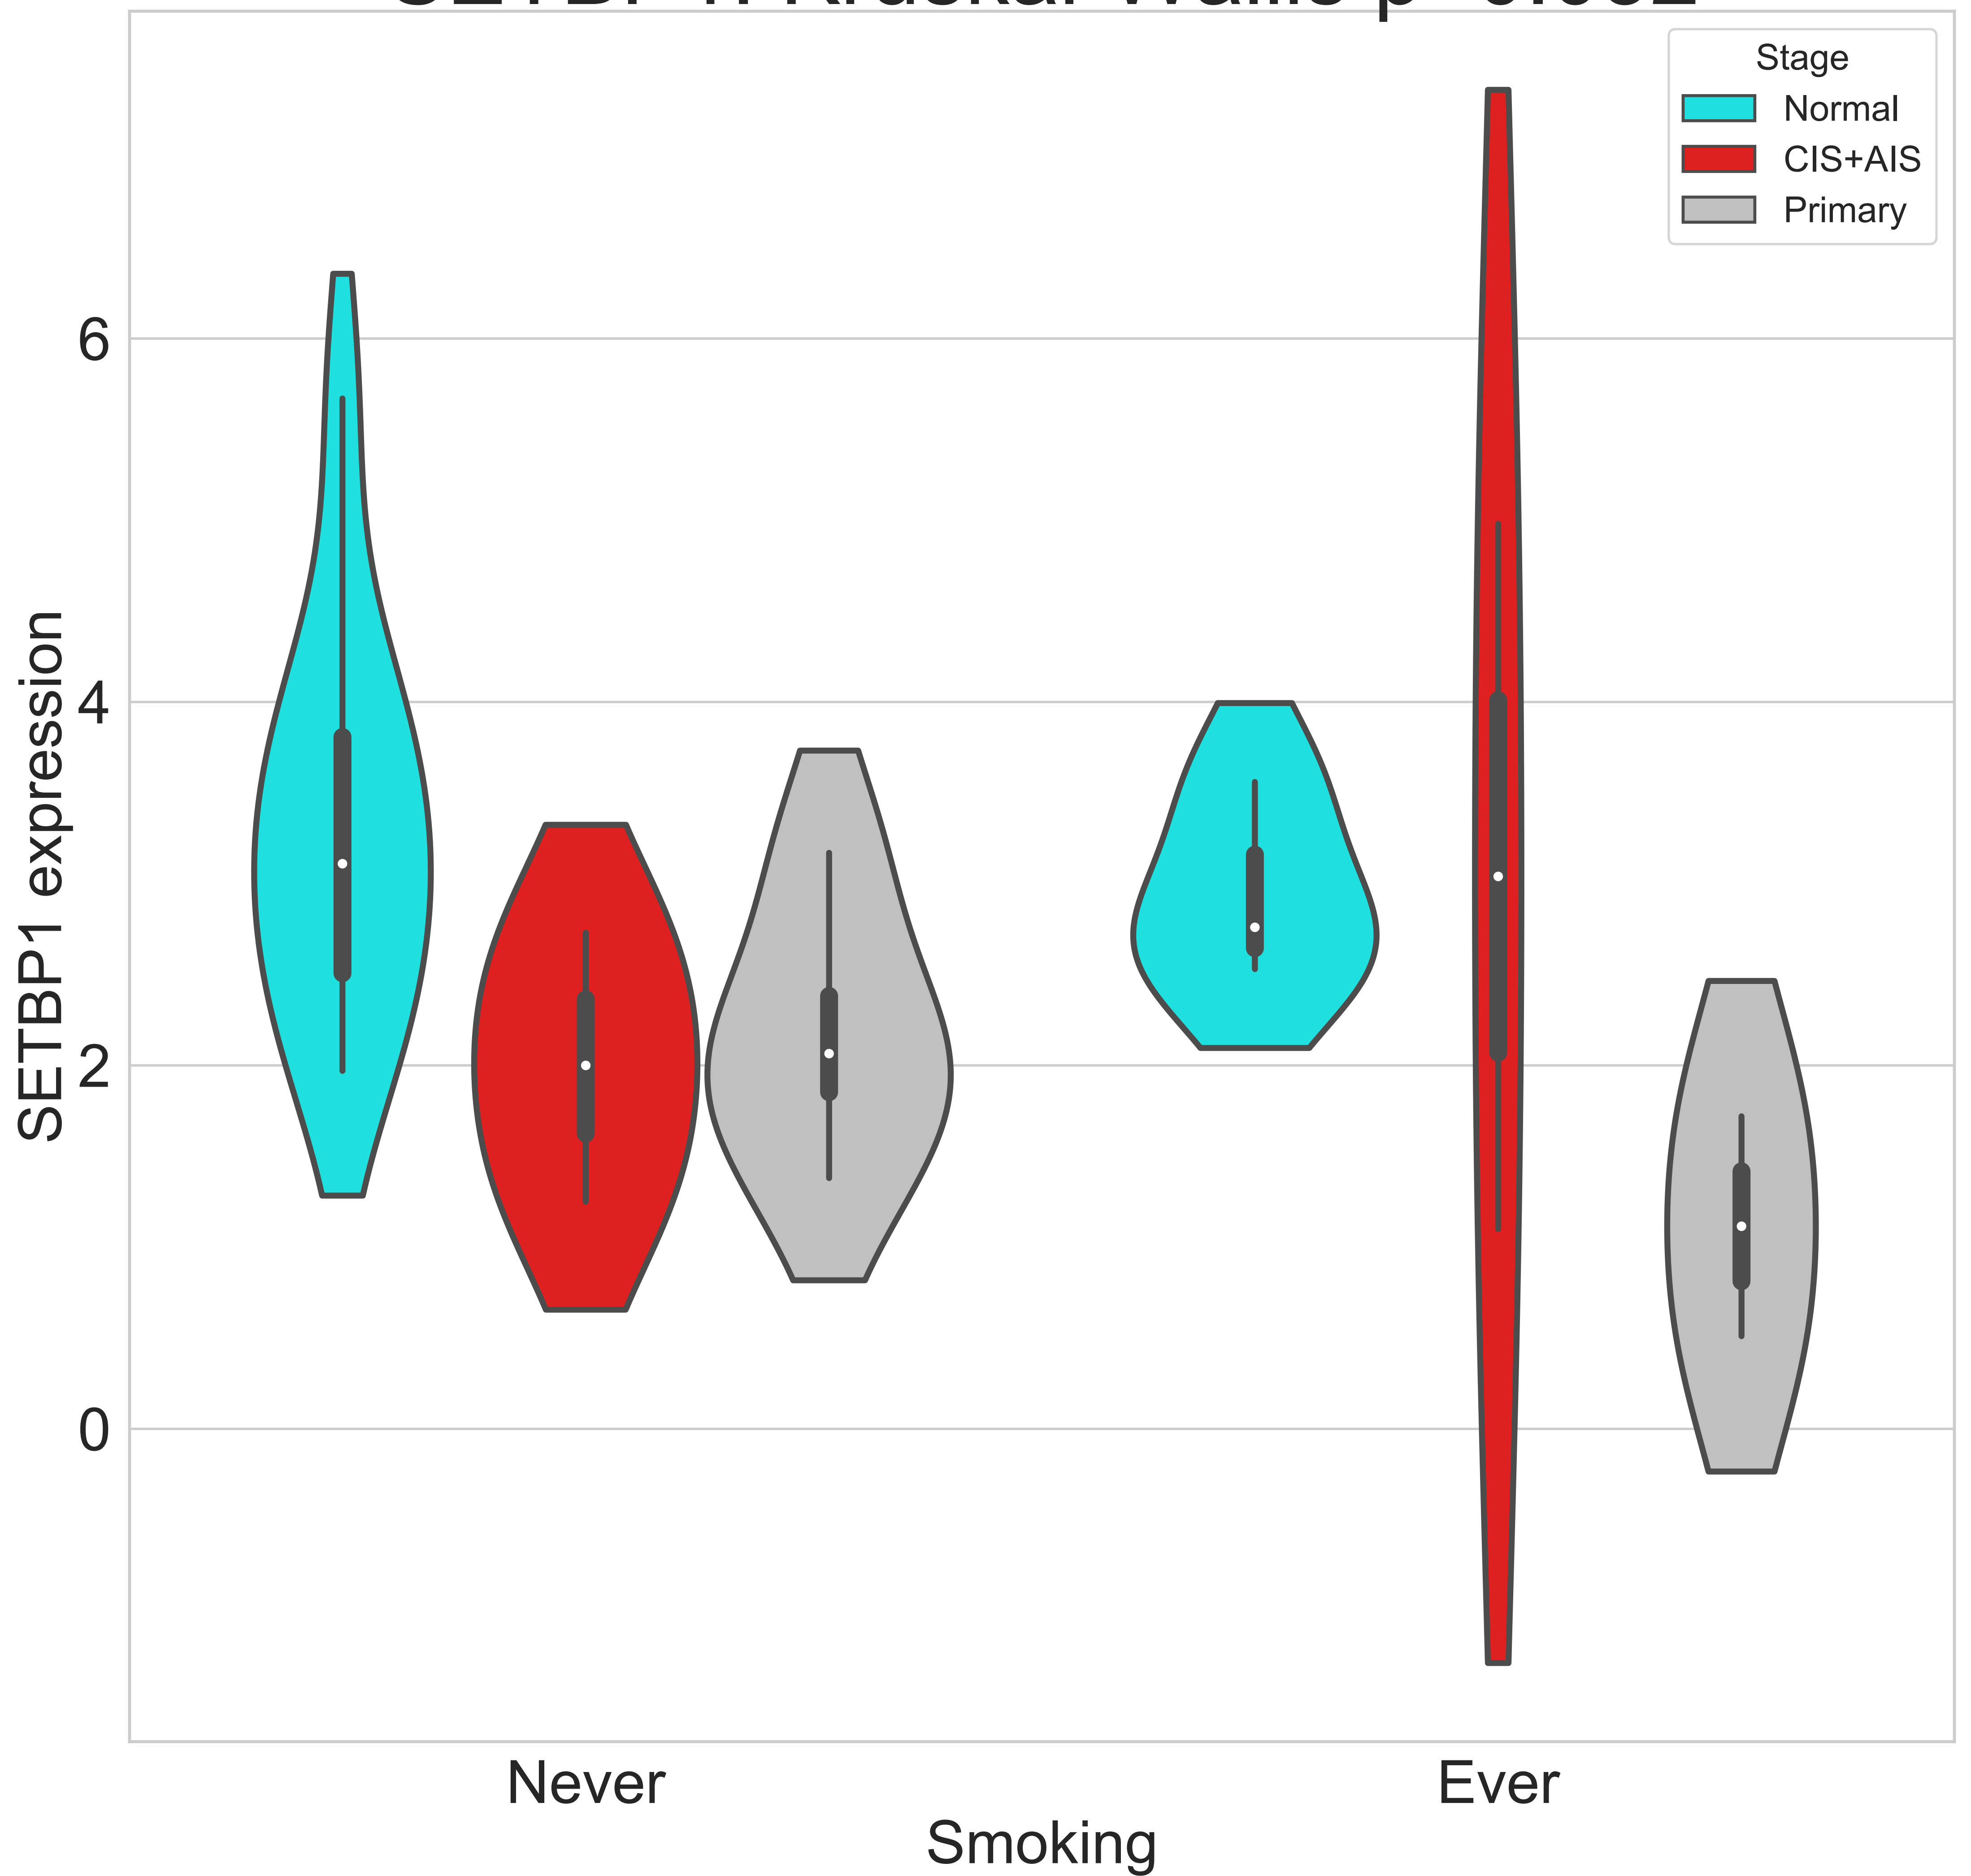 Stage
Normal
CIS+AIS
Primary
6
4
2
0
SETBP1 expression
Never
Ever
Smoking